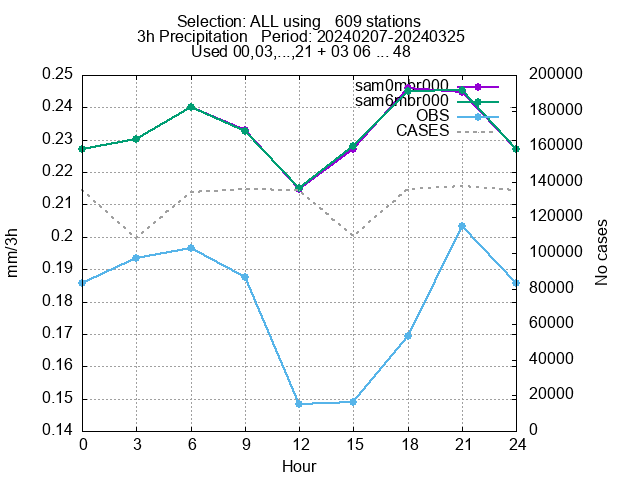 Selection: ALL using   609 stations
3h Precipitation   Period: 20240207-20240325
Used 00,03,...,21 + 03 06 ... 48
sam0mbr000
sam6mbr000
OBS
CASES
0.25
0.24
0.23
0.22
0.21
0.2
0.19
0.18
0.17
0.16
0.15
0.14
mm/3h
200000
180000
160000
140000
120000
100000
80000
60000
40000
20000
0
No cases
0 3 6 9 12 15 18 21 24
Hour